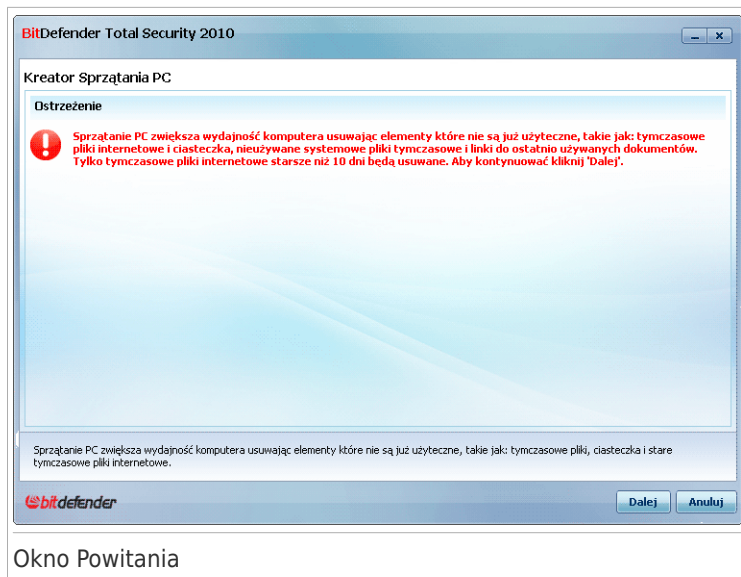 BitDefender Total Security 2010
Kreator Sprzątania PC
Ostrzeżenie
Sprzątanie PC zwiększa wydajność komputera usuwając elementy które nie są już użyteczne, takie jak: tymczasowe
pliki internetowe i ciasteczka, nieużywane systemowe pliki tymczasowe i linki do ostatnio używanych dokumentów.
Tylko tymczasowe pliki internetowe starsze niż 10 dni będą usuwane. Aby kontynuować kliknij 'Dalej'.
Sprzątanie PC zwiększa wydajność komputera usuwając elementy które nie są już użyteczne, takie jak: tymczasowe pliki, ciasteczka i stare
tymczasowe pliki internetowe.
bitdefender
Dalej
Anuluj
Okno Powitania